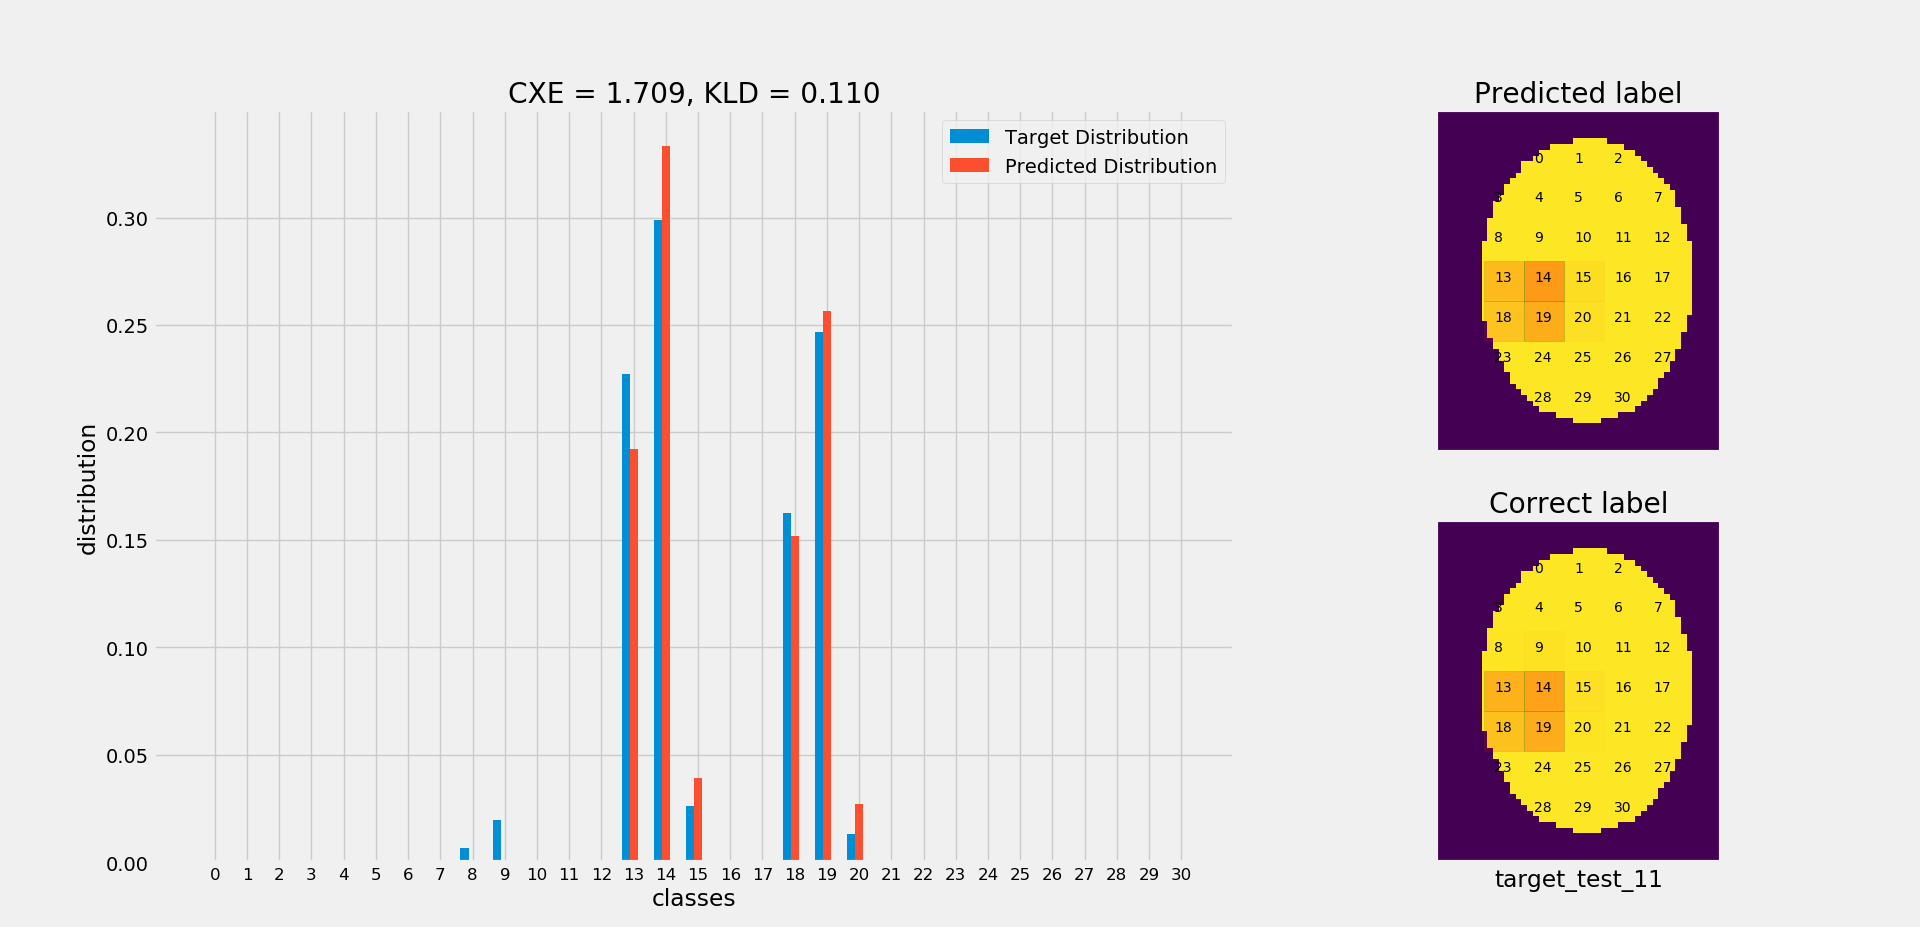 CXE = 1.709, KLD = 0.110
Target Distribution
Predicted Distribution
distribution
0.30
0.25
0.20
0.15
0.10
0.05
0.00
0 1 2 3 4 5 6 7 8 9 10 11 12 13 14 15 16 17 18 19 20 21 22 23 24 25 26 27 28 29 30
classes
Predicted label
0 1 2
3 4 5 6 7
8 9 10 11 12
13 14 15 16 17
18 19 20 21 22
23 24 25 26 27
28 29 30
Correct label
0 1 2
3 4 5 6 7
8 9 10 11 12
13 14 15 16 17
18 19 20 21 22
23 24 25 26 27
28 29 30
target_test_11